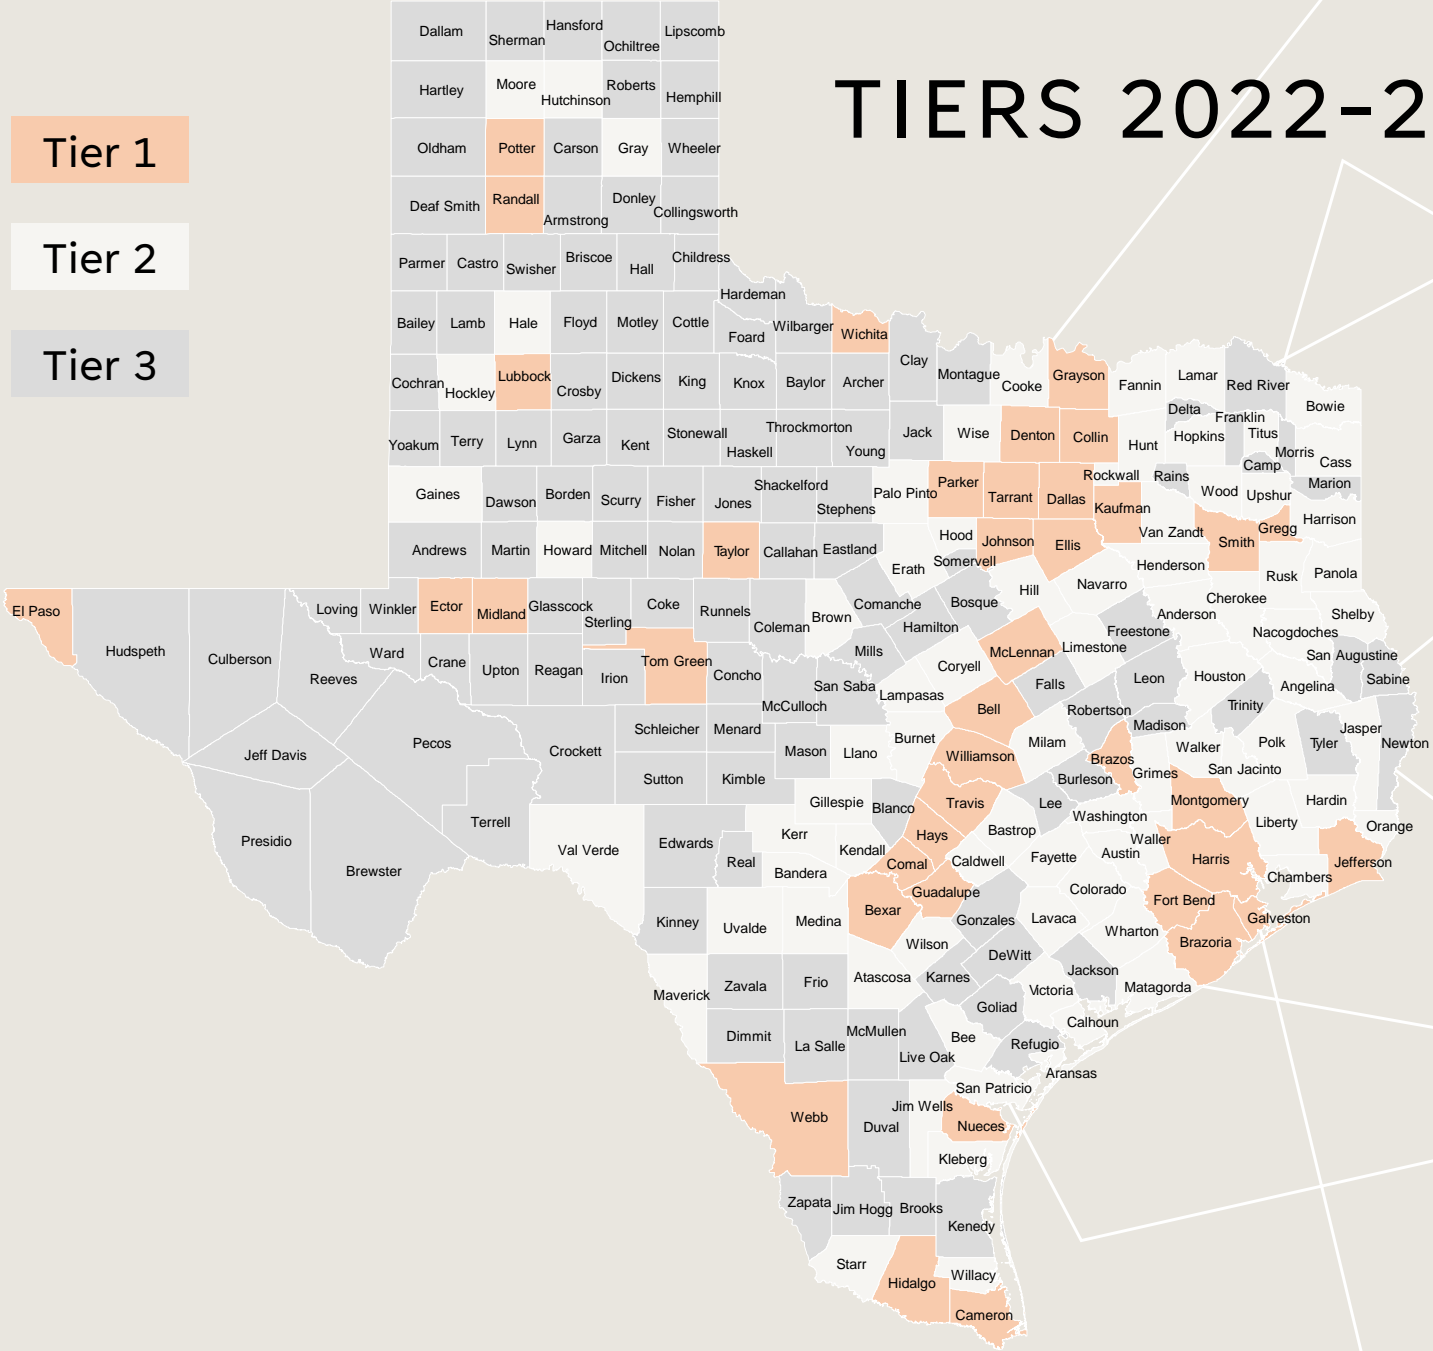 TIERS 2022-2
Tier 1
Tier 2
Tier 3
Dallam
Sherman
Hansford
Ochiltree
Lipscomb
Hartley
Moore
Hutchinson
Roberts
Hemphill
Oldham
Potter
Carson
Gray
Wheeler
Deaf Smith
Randall
Armstrong
Donley
Collingsworth
Parmer
Castro
Swisher
Briscoe
Hall
Childress
Hardeman
Bailey
Lamb
Hale
Floyd
Motley
Cottle
Foard
Wilbarger
Wichita
Clay
Montague
Cooke
Grayson
Fannin
Lamar
Red River
Bowie
Cochran
Hockley
Lubbock
Crosby
Dickens
King
Knox
Baylor
Archer
Delta
Franklin
Titus
Hopkins
Morris
Cass
Yoakum
Terry
Lynn
Garza
Kent
Stonewall
Haskell
Throckmorton
Young
Jack
Wise
Denton
Collin
Hunt
Rockwall
Rains
Camp
Marion
Gaines
Dawson
Borden
Scurry
Fisher
Jones
Shackelford
Stephens
Palo Pinto
Parker
Tarrant
Dallas
Kaufman
Wood
Upshur
Van Zandt
Smith
Gregg
Harrison
Andrews
Martin
Howard
Mitchell
Nolan
Taylor
Callahan
Eastland
Erath
Hood
Somervell
Johnson
Ellis
Henderson
Rusk
Panola
El Paso
Hudspeth
Culberson
Reeves
Loving
Winkler
Ector
Midland
Glasscock
Sterling
Coke
Runnels
Coleman
Brown
Comanche
Hamilton
Bosque
Hill
Navarro
Freestone
Anderson
Cherokee
Nacogdoches
Shelby
San Augustine
Sabine
Ward
Crane
Upton
Reagan
Irion
Tom Green
Concho
McCulloch
San Saba
Mills
Lampasas
Coryell
McLennan
Limestone
Falls
Leon
Houston
Angelina
Trinity
Jeff Davis
Pecos
Crockett
Schleicher
Menard
Mason
Llano
Burnet
Bell
Milam
Robertson
Madison
Walker
Polk
Tyler
Jasper
Newton
Sutton
Kimble
Williamson
Burleson
Brazos
Grimes
San Jacinto
Presidio
Brewster
Terrell
Val Verde
Edwards
Real
Gillespie
Kerr
Bandera
Kendall
Blanco
Travis
Hays
Comal
Bastrop
Lee
Washington
Waller
Montgomery
Liberty
Hardin
Orange
Jefferson
Chambers
Harris
Kinney
Uvalde
Medina
Bexar
Guadalupe
Caldwell
Fayette
Austin
Colorado
Fort Bend
Galveston
Brazoria
Wharton
Lavaca
Gonzales
Wilson
Maverick
Zavala
Frio
Atascosa
Karnes
DeWitt
Jackson
Matagorda
Victoria
Goliad
Calhoun
Refugio
Bee
Dimmit
La Salle
McMullen
Live Oak
Aransas
San Patricio
Webb
Duval
Jim Wells
Nueces
Kleberg
Zapata
Jim Hogg
Brooks
Kenedy
Starr
Hidalgo
Willacy
Cameron